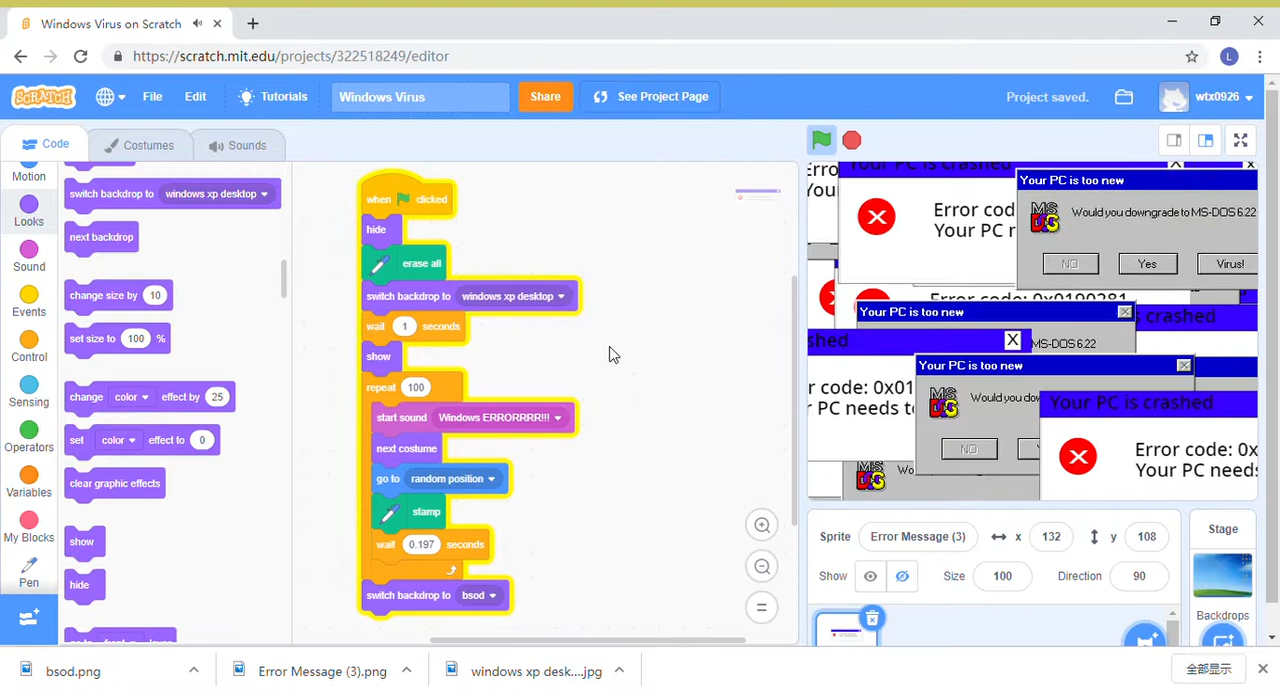 Windows Virus on Scratch
https://scratch.mit.edu/projects/322518249/editor
L
SCRATCH
File Edit Tutorials Windows Virus Share See Project Page Project saved. wtx0926
Code Costumes Sounds
Motion
Looks
Sound
Events
Control
Sensing
Operators
Variables
My Blocks
Pen
switch backdrop to windows xp desktop
next backdrop
change size by 10
set size to 100 %
change color effect by 25
set color effect to 0
clear graphic effects
show
hide
when clicked
hide
erase all
switch backdrop to windows xp desktop
wait 1 seconds
show
repeat 100
start sound Windows ERRORRRR!!!
next costume
go to random position
stamp
wait 0.197 seconds
switch backdrop to bsod
Your PC is crashed
Error cod
Your PC n
Your PC is too new
Would you downgrade to MS-DOS 6.22
NO Yes Virus!
Error code: 0x0190281
Your PC is too new
s crashed
shed
MS-DOS 6.22
or code: 0x01
r PC needs to
Your PC is too new
Would you dow
NO
Your PC is crashed
Error code: 0x
Your PC needs
Wo
Sprite Error Message (3) x 132 y 108
Show Size 100 Direction 90
Stage
Backdrops
bsod.png
Error Message (3).png
windows xp desk....jpg
全部显示